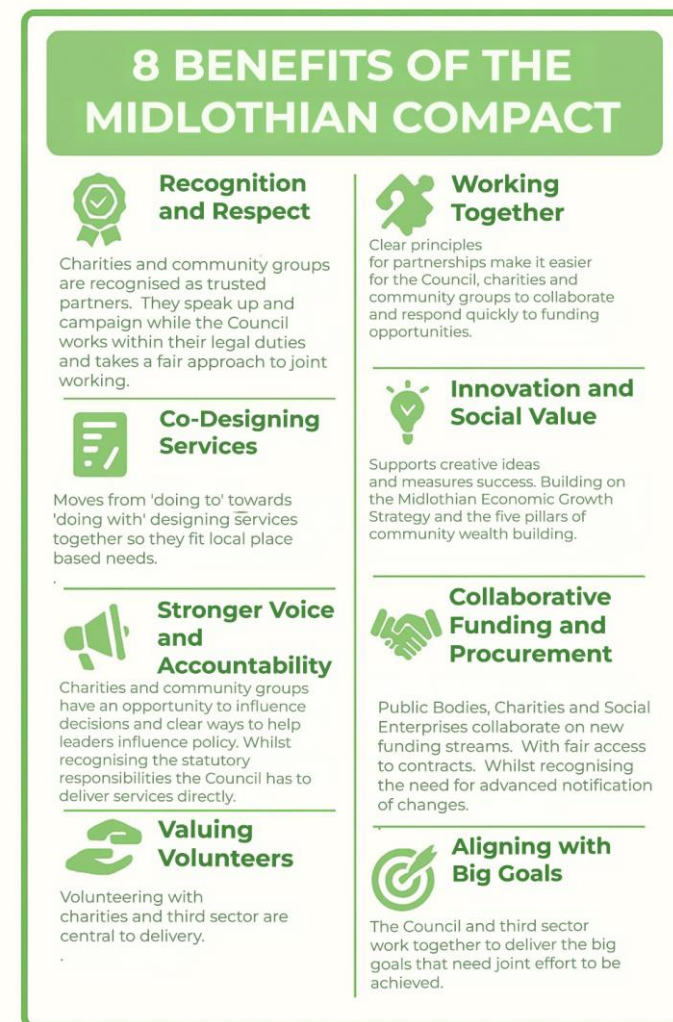 8 BENEFITS OF THE
MIDLOTHIAN COMPACT
Recognition
and Respect
Charities and community groups
are recognised as trusted
partners. They speak up and
campaign while the Council
works within their legal duties
and takes a fair approach to joint
working.
Co-Designing
Services
Moves from 'doing to' towards
'doing with' designing services
together so they fit local place
based needs.
.
Stronger Voice
and
Accountability
Charities and community groups
have an opportunity to influence
decisions and clear ways to help
leaders influence policy. Whilst
recognising the statutory
responsibilities the Council has to
deliver services directly.
Valuing
Volunteers
Volunteering with
charities and third sector are
central to delivery.
.
Working
Together
Clear principles
for partnerships make it easier
for the Council, charities and
community groups to collaborate
and respond quickly to funding
opportunities.
Innovation and
Social Value
Supports creative ideas
and measures success. Building on
the Midlothian Economic Growth
Strategy and the five pillars of
community wealth building.
Collaborative
Funding and
Procurement
Public Bodies, Charities and Social
Enterprises collaborate on new
funding streams. With fair access
to contracts. Whilst recognising
the need for advanced notification
of changes.
.
Aligning with
Big Goals
The Council and third sector
work together to deliver the big
goals that need joint effort to be
achieved.